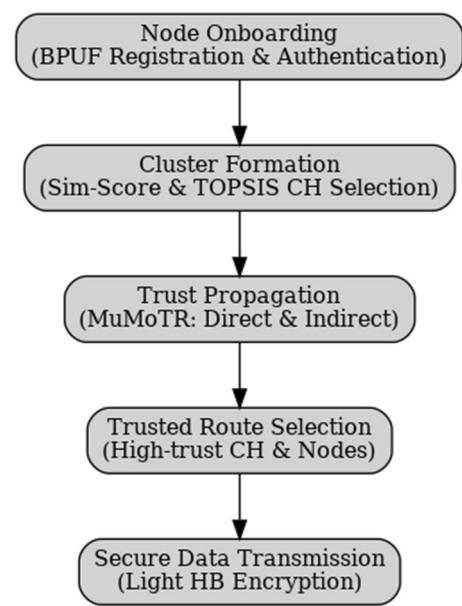 Node Onboarding
(BPUF Registration & Authentication)
Cluster Formation
(Sim-Score & TOPSIS CH Selection)
Trust Propagation
(MuMoTR: Direct & Indirect)
Trusted Route Selection
(High-trust CH & Nodes)
Secure Data Transmission
(Light HB Encryption)